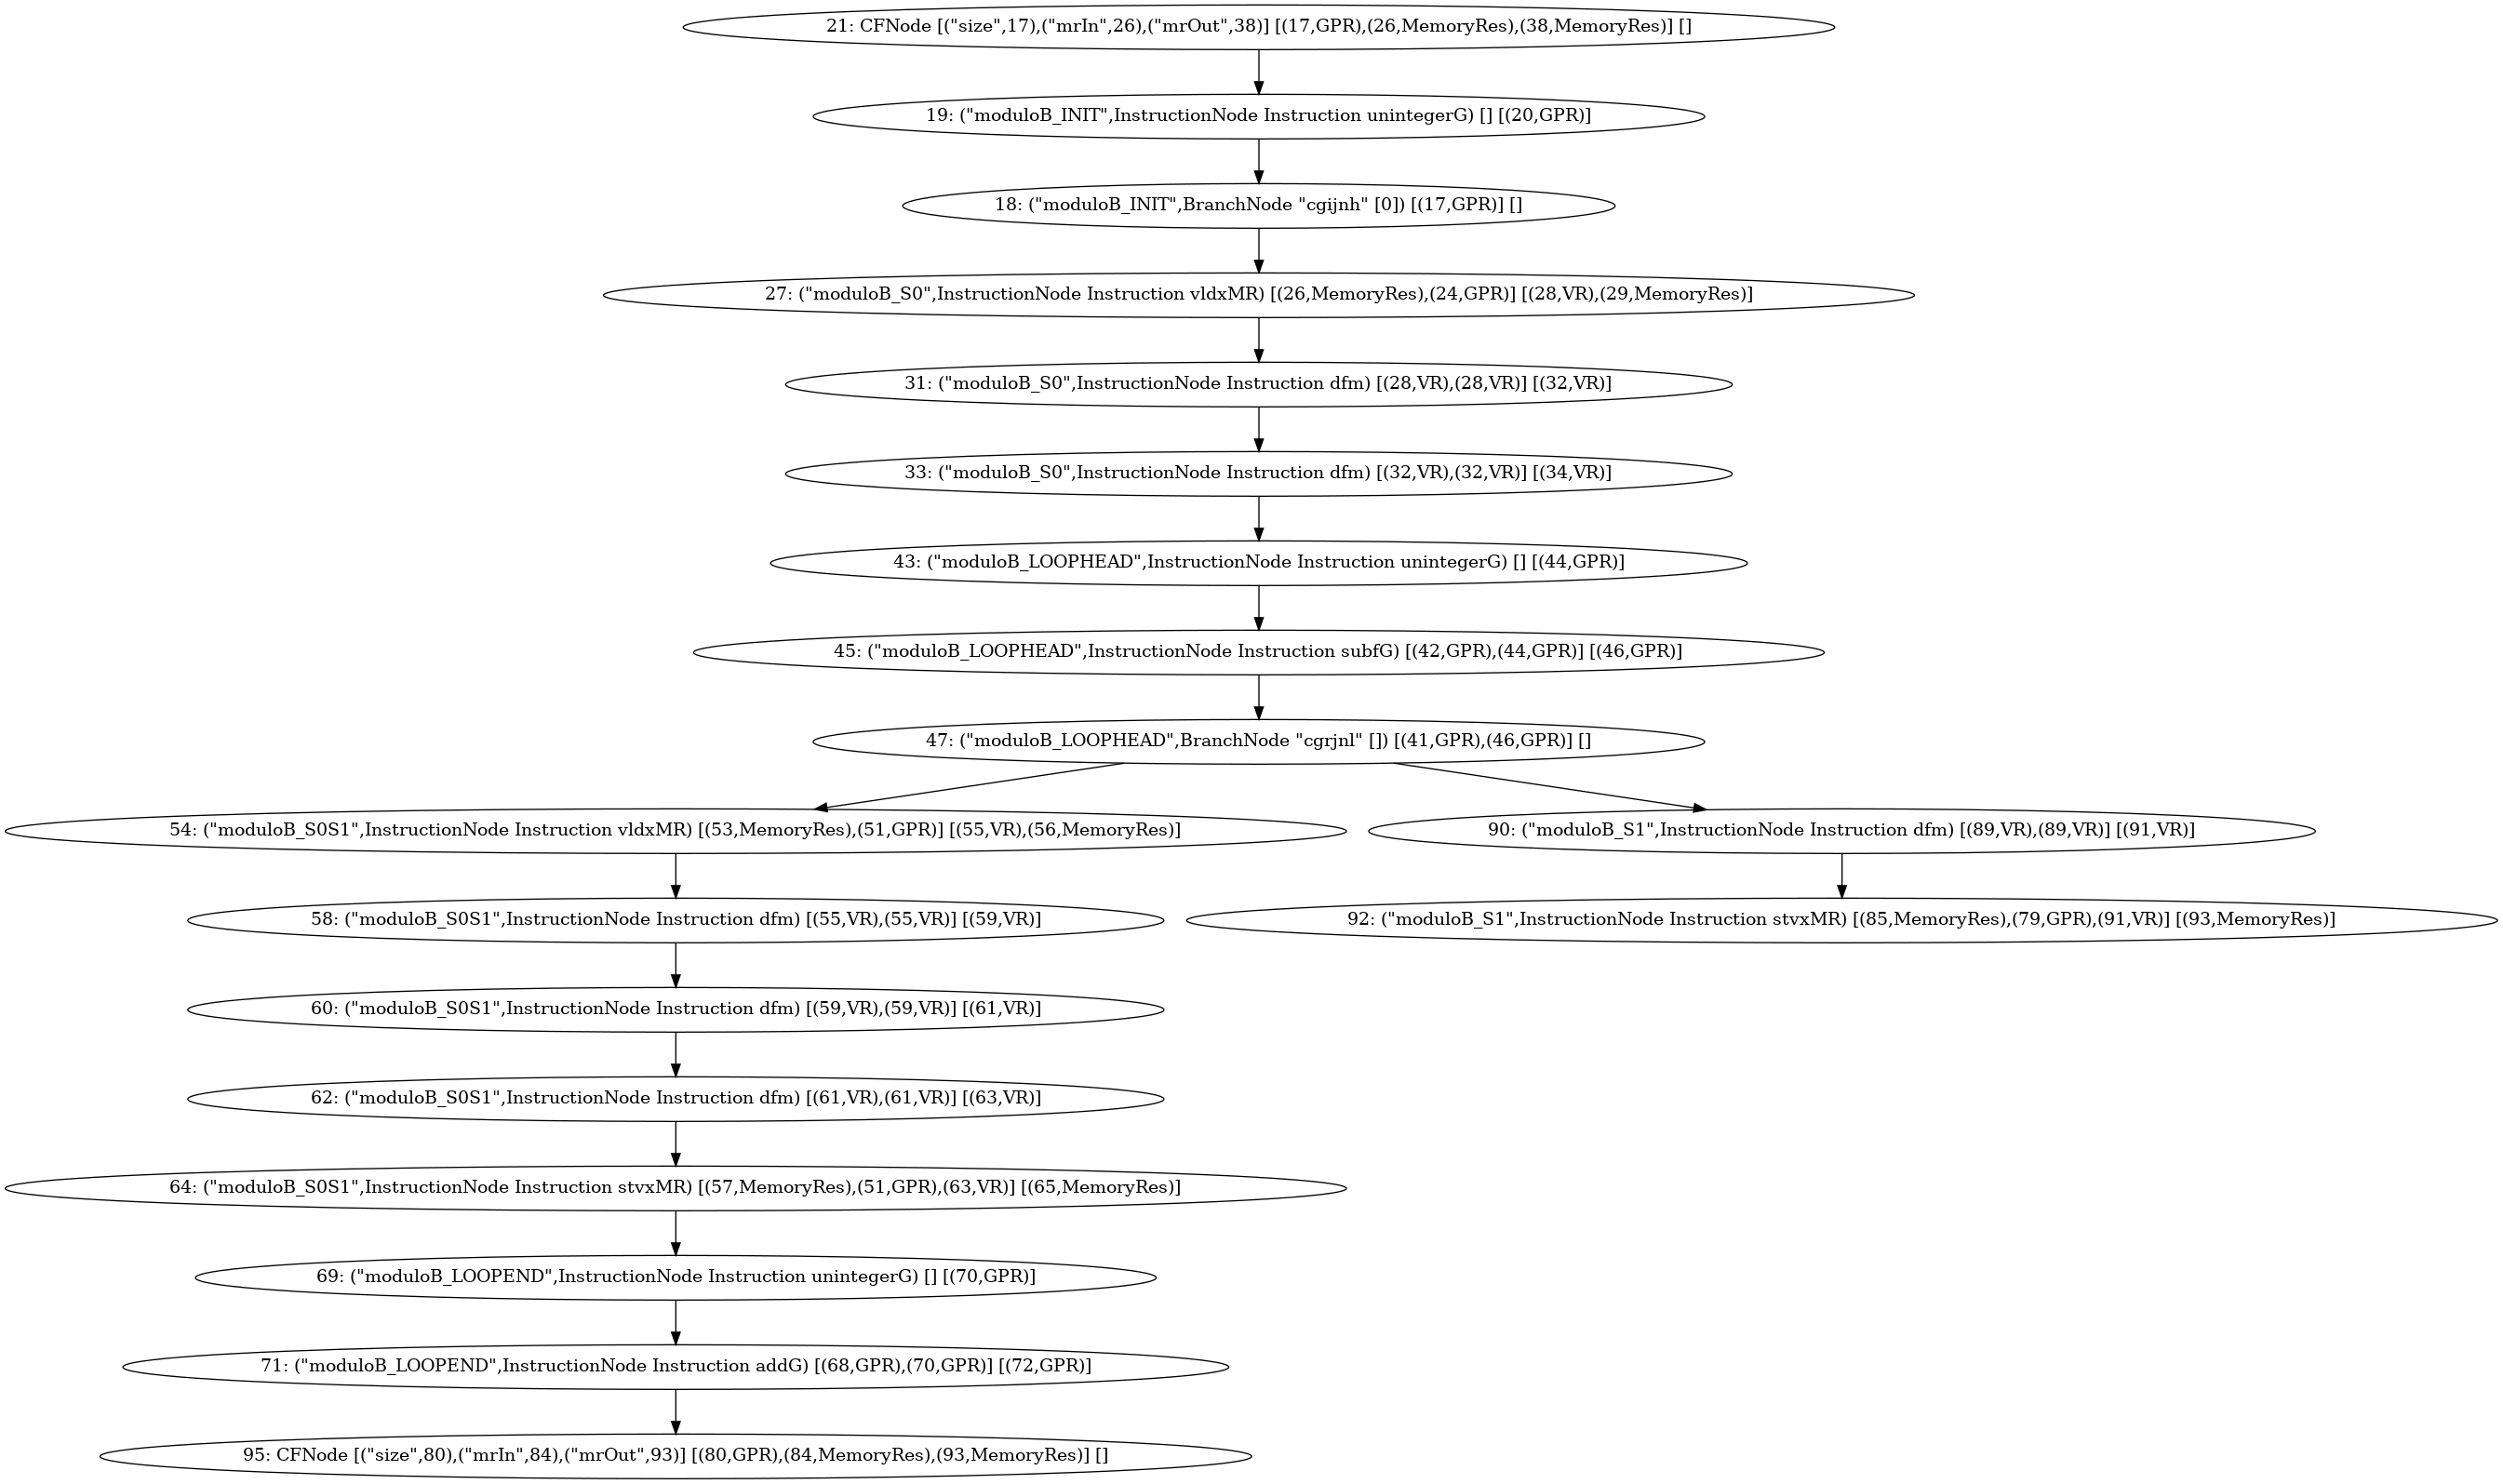 21: CFNode [("size",17),("mrIn",26),("mrOut",38)] [(17,GPR),(26,MemoryRes),(38,MemoryRes)] []
19: ("moduloB_INIT",InstructionNode Instruction unintegerG) [] [(20,GPR)]
18: ("moduloB_INIT",BranchNode "cgijnh" [0]) [(17,GPR)] []
27: ("moduloB_S0",InstructionNode Instruction vldxMR) [(26,MemoryRes),(24,GPR)] [(28,VR),(29,MemoryRes)]
31: ("moduloB_S0",InstructionNode Instruction dfm) [(28,VR),(28,VR)] [(32,VR)]
33: ("moduloB_S0",InstructionNode Instruction dfm) [(32,VR),(32,VR)] [(34,VR)]
43: ("moduloB_LOOPHEAD",InstructionNode Instruction unintegerG) [] [(44,GPR)]
45: ("moduloB_LOOPHEAD",InstructionNode Instruction subfG) [(42,GPR),(44,GPR)] [(46,GPR)]
47: ("moduloB_LOOPHEAD",BranchNode "cgrjnl" []) [(41,GPR),(46,GPR)] []
54: ("moduloB_S0S1",InstructionNode Instruction vldxMR) [(53,MemoryRes),(51,GPR)] [(55,VR),(56,MemoryRes)]
90: ("moduloB_S1",InstructionNode Instruction dfm) [(89,VR),(89,VR)] [(91,VR)]
58: ("moduloB_S0S1",InstructionNode Instruction dfm) [(55,VR),(55,VR)] [(59,VR)]
92: ("moduloB_S1",InstructionNode Instruction stvxMR) [(85,MemoryRes),(79,GPR),(91,VR)] [(93,MemoryRes)]
60: ("moduloB_S0S1",InstructionNode Instruction dfm) [(59,VR),(59,VR)] [(61,VR)]
62: ("moduloB_S0S1",InstructionNode Instruction dfm) [(61,VR),(61,VR)] [(63,VR)]
64: ("moduloB_S0S1",InstructionNode Instruction stvxMR) [(57,MemoryRes),(51,GPR),(63,VR)] [(65,MemoryRes)]
69: ("moduloB_LOOPEND",InstructionNode Instruction unintegerG) [] [(70,GPR)]
71: ("moduloB_LOOPEND",InstructionNode Instruction addG) [(68,GPR),(70,GPR)] [(72,GPR)]
95: CFNode [("size",80),("mrIn",84),("mrOut",93)] [(80,GPR),(84,MemoryRes),(93,MemoryRes)] []